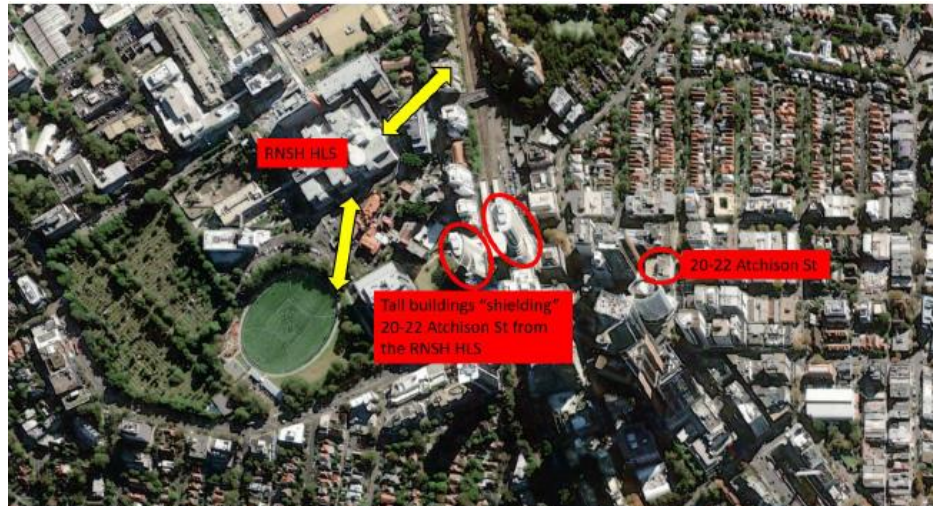 RNSH HLS
20-22 Atchison St
Tall buildings “shielding”
20-22 Atchison St from
the RNSH HLS